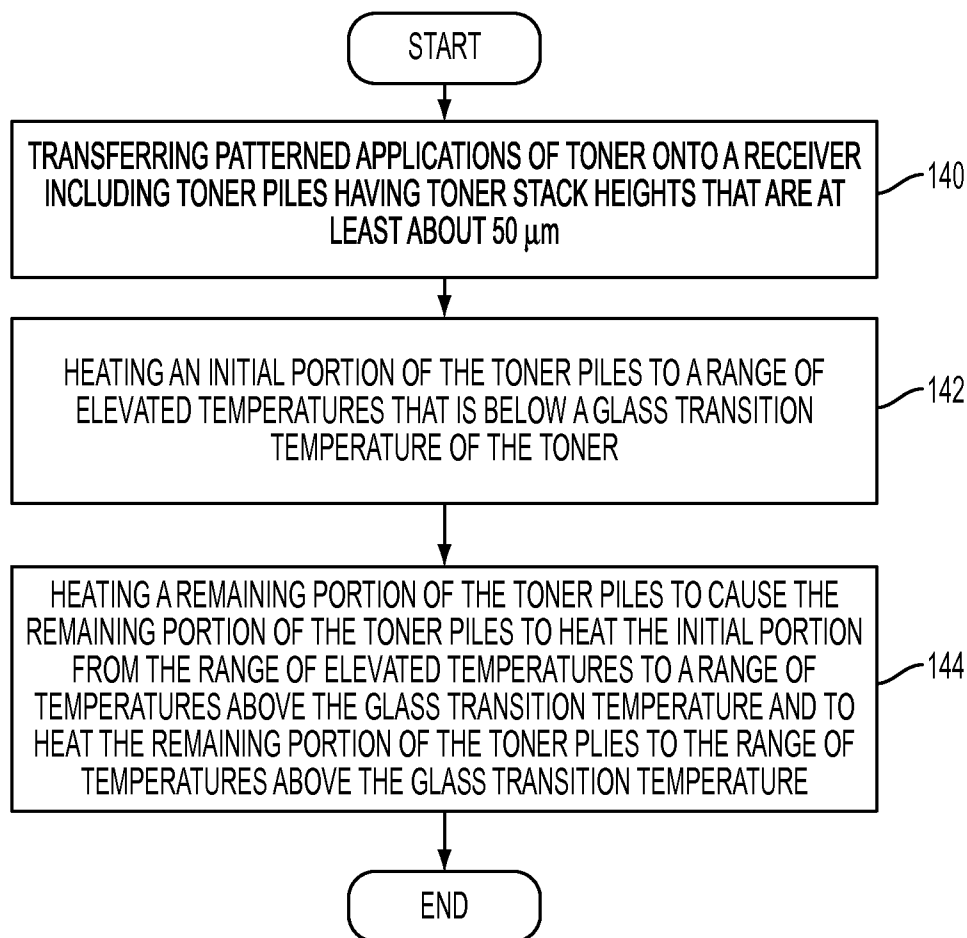 START
TRANSFERRING PATTERNED APPLICATIONS OF TONER ONTO A RECEIVER
INCLUDING TONER PILES HAVING TONER STACK HEIGHTS THAT ARE AT
LEAST ABOUT 50 μm
140
HEATING AN INITIAL PORTION OF THE TONER PILES TO A RANGE OF
ELEVATED TEMPERATURES THAT IS BELOW A GLASS TRANSITION
TEMPERATURE OF THE TONER
142
HEATING A REMAINING PORTION OF THE TONER PILES TO CAUSE THE
REMAINING PORTION OF THE TONER PILES TO HEAT THE INITIAL PORTION
FROM THE RANGE OF ELEVATED TEMPERATURES TO A RANGE OF
TEMPERATURES ABOVE THE GLASS TRANSITION TEMPERATURE AND TO
HEAT THE REMAINING PORTION OF THE TONER PLIES TO THE RANGE OF
TEMPERATURES ABOVE THE GLASS TRANSITION TEMPERATURE
144
END